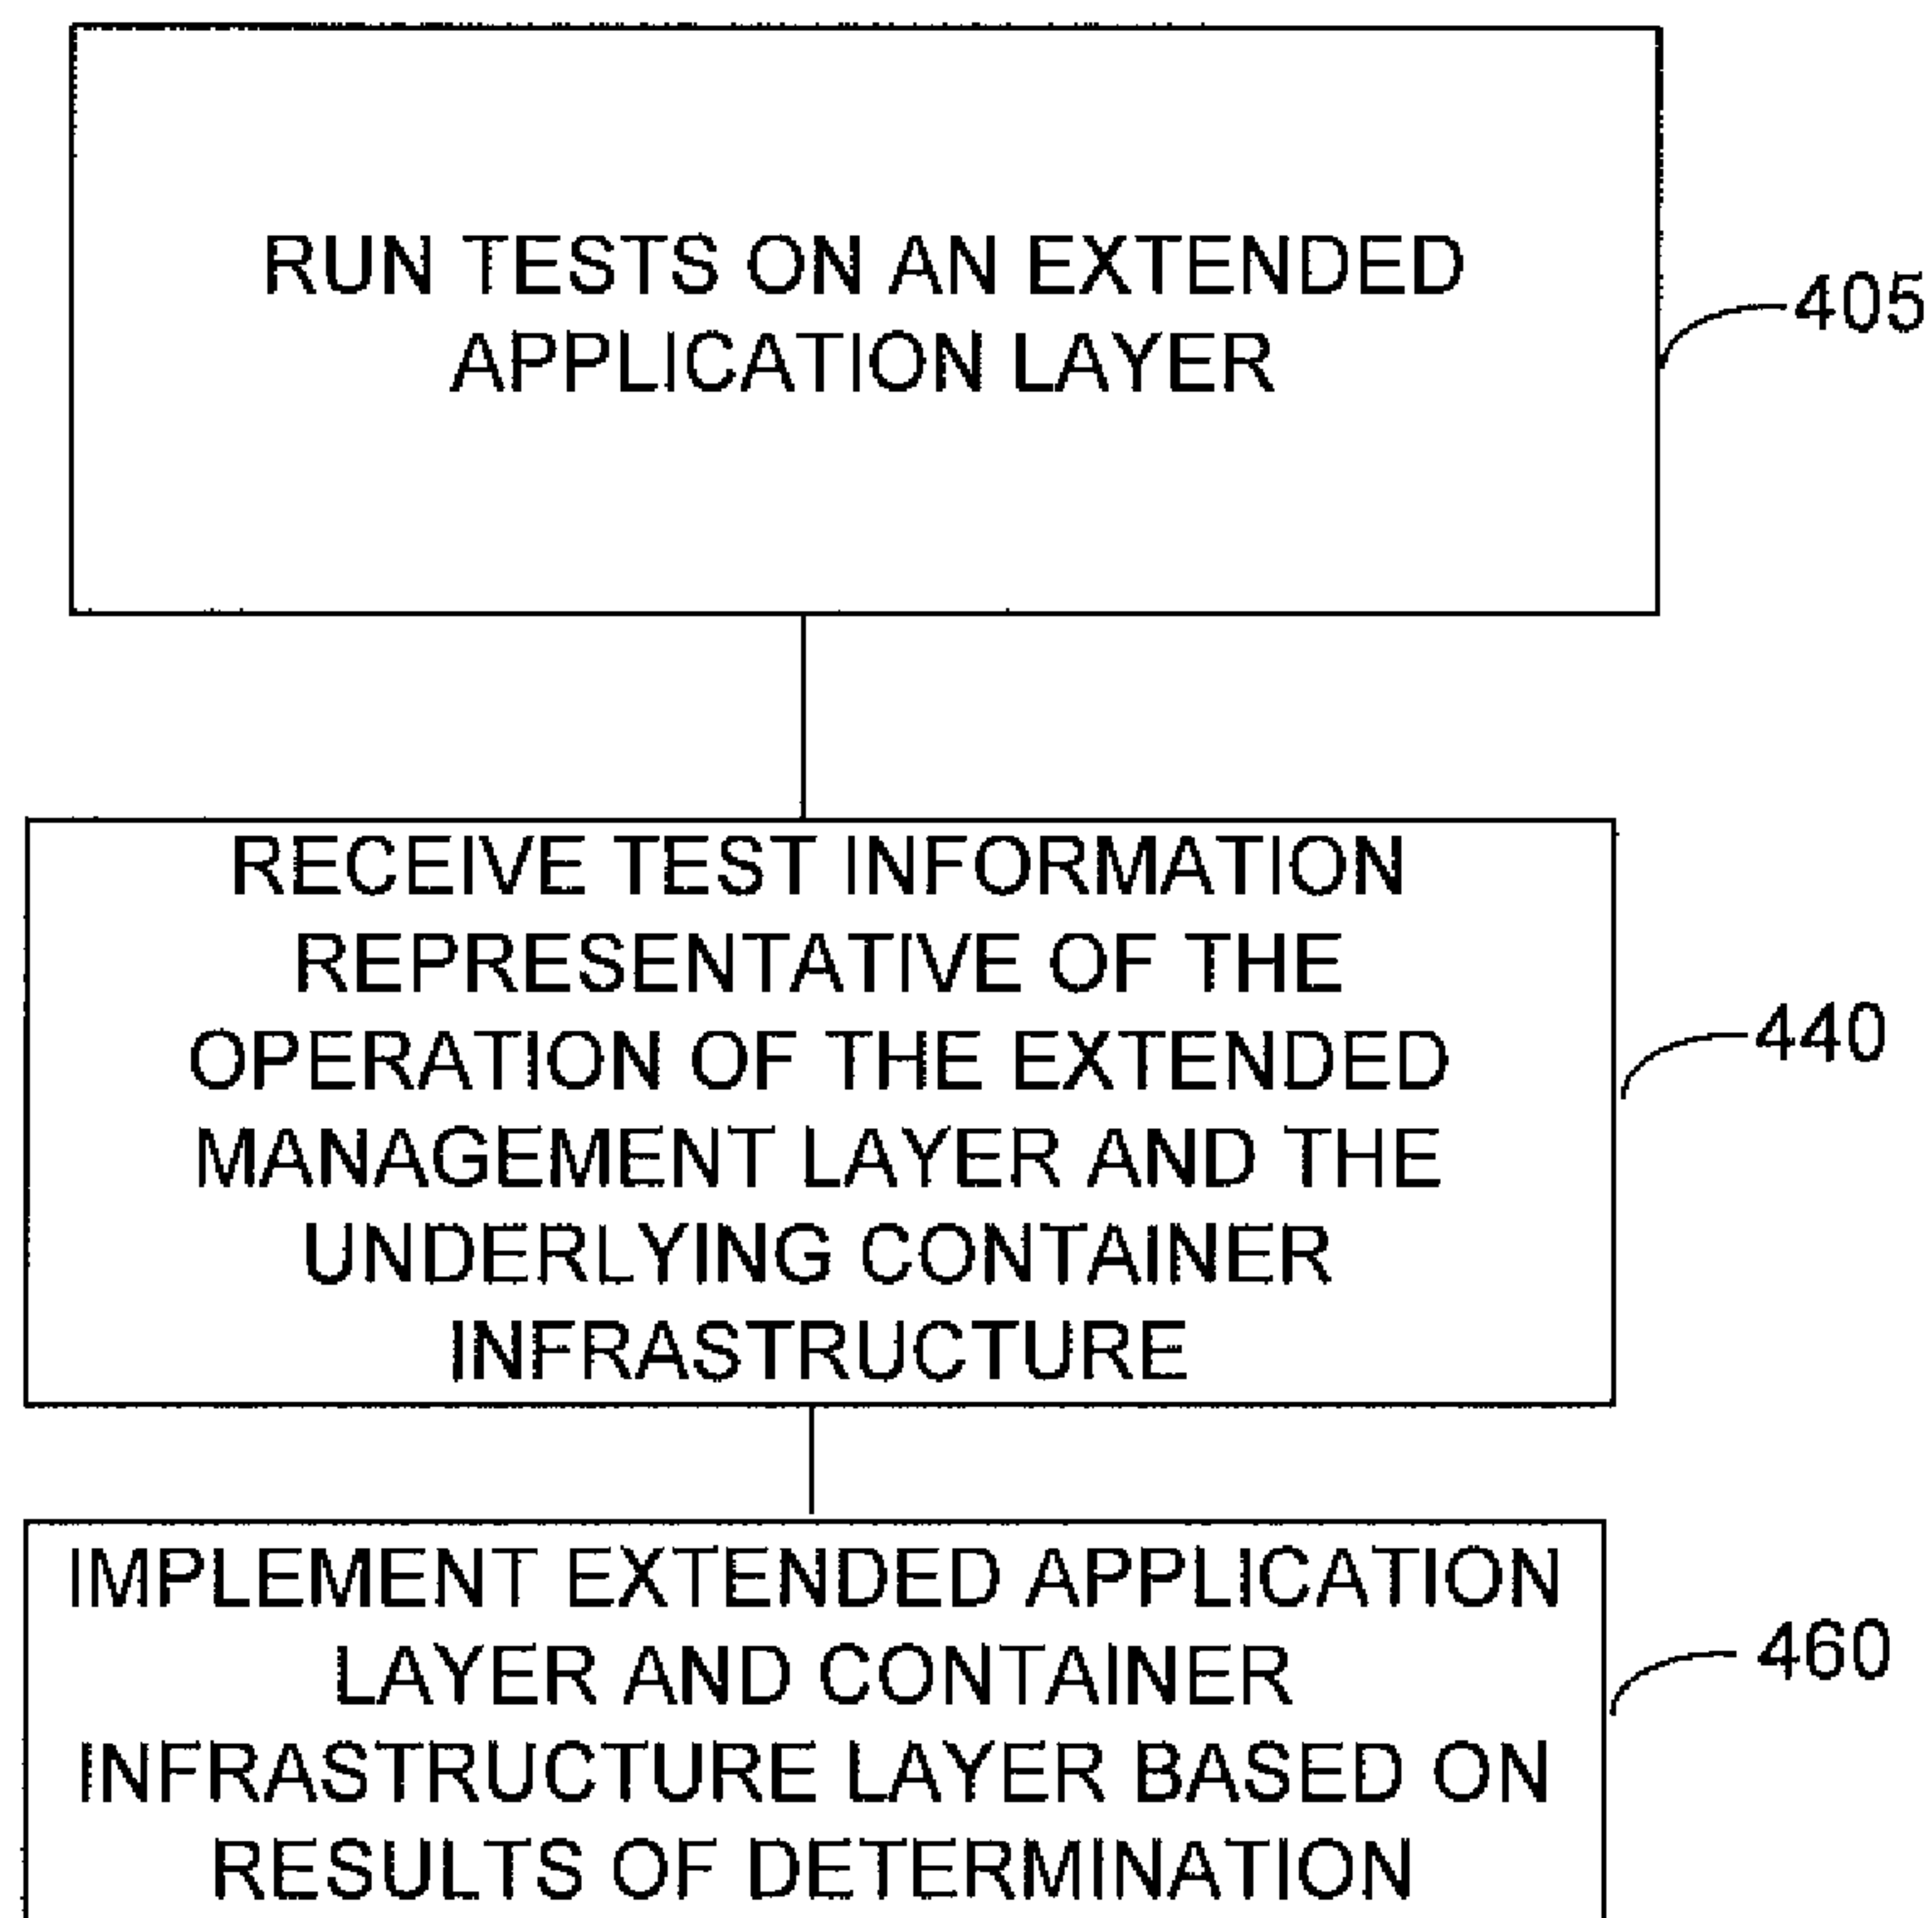 RUN TESTS ON AN EXTENDED
APPLICATION LAYER
405
RECEIVE TEST INFORMATION
REPRESENTATIVE OF THE
OPERATION OF THE EXTENDED
MANAGEMENT LAYER AND THE
UNDERLYING CONTAINER
INFRASTRUCTURE
440
IMPLEMENT EXTENDED APPLICATION
LAYER AND CONTAINER
INFRASTRUCTURE LAYER BASED ON
RESULTS OF DETERMINATION
460